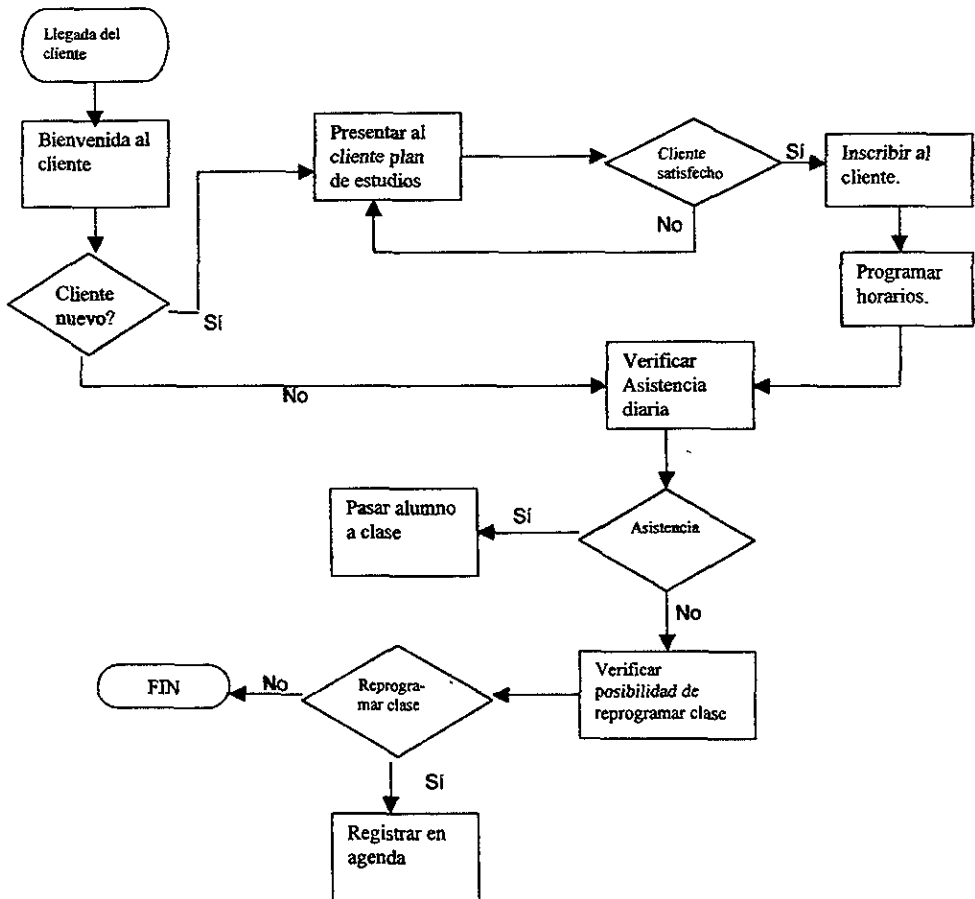 Llegada del
cliente
Bienvenida al
cliente
Presentar al
cliente plan
de estudios
Cliente
satisfecho
Sí
Inscribir al
cliente.
No
Cliente
nuevo?
Sí
Programar
horarios.
No
Verificar
Asistencia
diaria
Pasar alumno
a clase
Sí
Asistencia
No
FIN
No
Reprogra-
mar clase
Verificar
posibilidad de
reprogramar clase
Sí
Registrar en
agenda